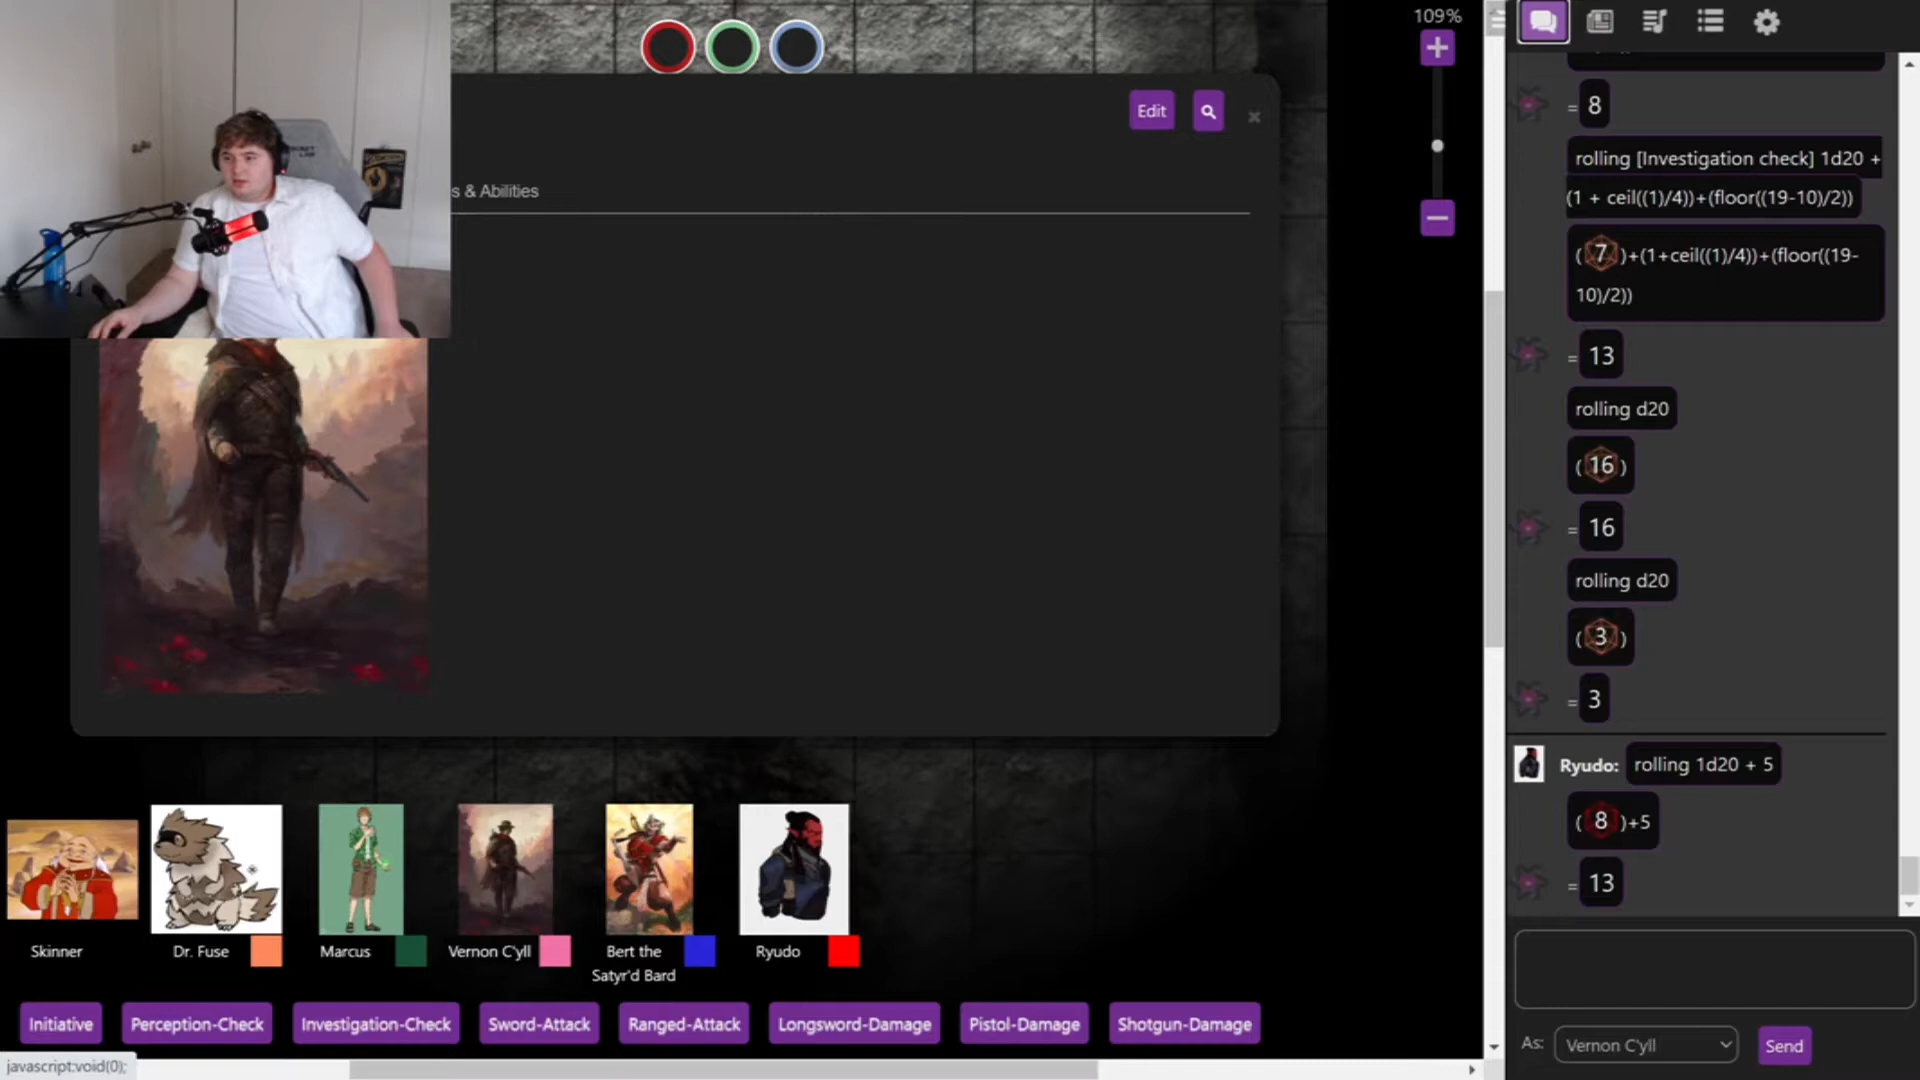 109%
Edit
s & Abilities
= 8
rolling [Investigation check] 1d20 +
(1 + ceil((1)/4))+(floor((19-10)/2))
(7)+(1+ceil((1)/4))+(floor((19-
10)/2))
= 13
rolling d20
(16)
= 16
rolling d20
(3)
= 3
Ryudo: rolling 1d20 + 5
(8)+5
= 13
Skinner
Dr. Fuse
Marcus
Vernon C'yll
Bert the
Satyr'd Bard
Ryudo
Initiative
Perception-Check
Investigation-Check
Sword-Attack
Ranged-Attack
Longsword-Damage
Pistol-Damage
Shotgun-Damage
As: Vernon C'yll
Send
javascript:void(0);